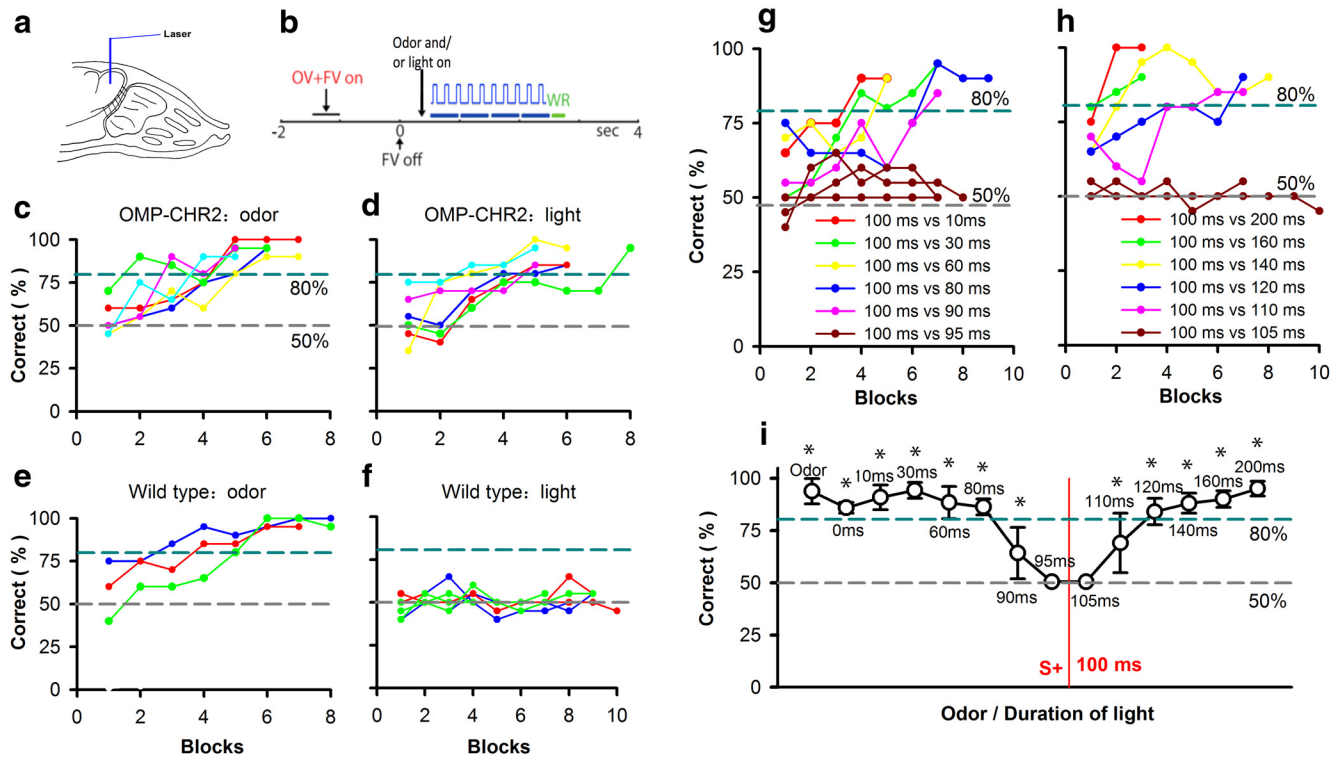 a
Laser
b
OV+FV on
Odor and/
or light on
WR
-2
0
sec
4
FV off
c
OMP-CHR2: odor
Correct ( % )
100
75
50
25
0
80%
50%
0
2
4
6
8
d
OMP-CHR2: light
0
2
4
6
8
e
Wild type: odor
Correct ( % )
100
75
50
25
0
0
2
4
6
8
Blocks
f
Wild type: light
0
2
4
6
8
10
Blocks
g
Correct ( % )
100
75
50
25
0
80%
50%
100 ms vs 10ms
100 ms vs 30 ms
100 ms vs 60 ms
100 ms vs 80 ms
100 ms vs 90 ms
100 ms vs 95 ms
0
2
4
6
8
10
Blocks
h
80%
50%
100 ms vs 200 ms
100 ms vs 160 ms
100 ms vs 140 ms
100 ms vs 120 ms
100 ms vs 110 ms
100 ms vs 105 ms
0
2
4
6
8
10
Blocks
i
Correct ( % )
100
75
50
25
0
* * * * * * * * * * * *
Odor
0ms
10ms
30ms
60ms
80ms
90ms
95ms
105ms
110ms
120ms
140ms
160ms
200ms
80%
50%
S+
100 ms
Odor / Duration of light